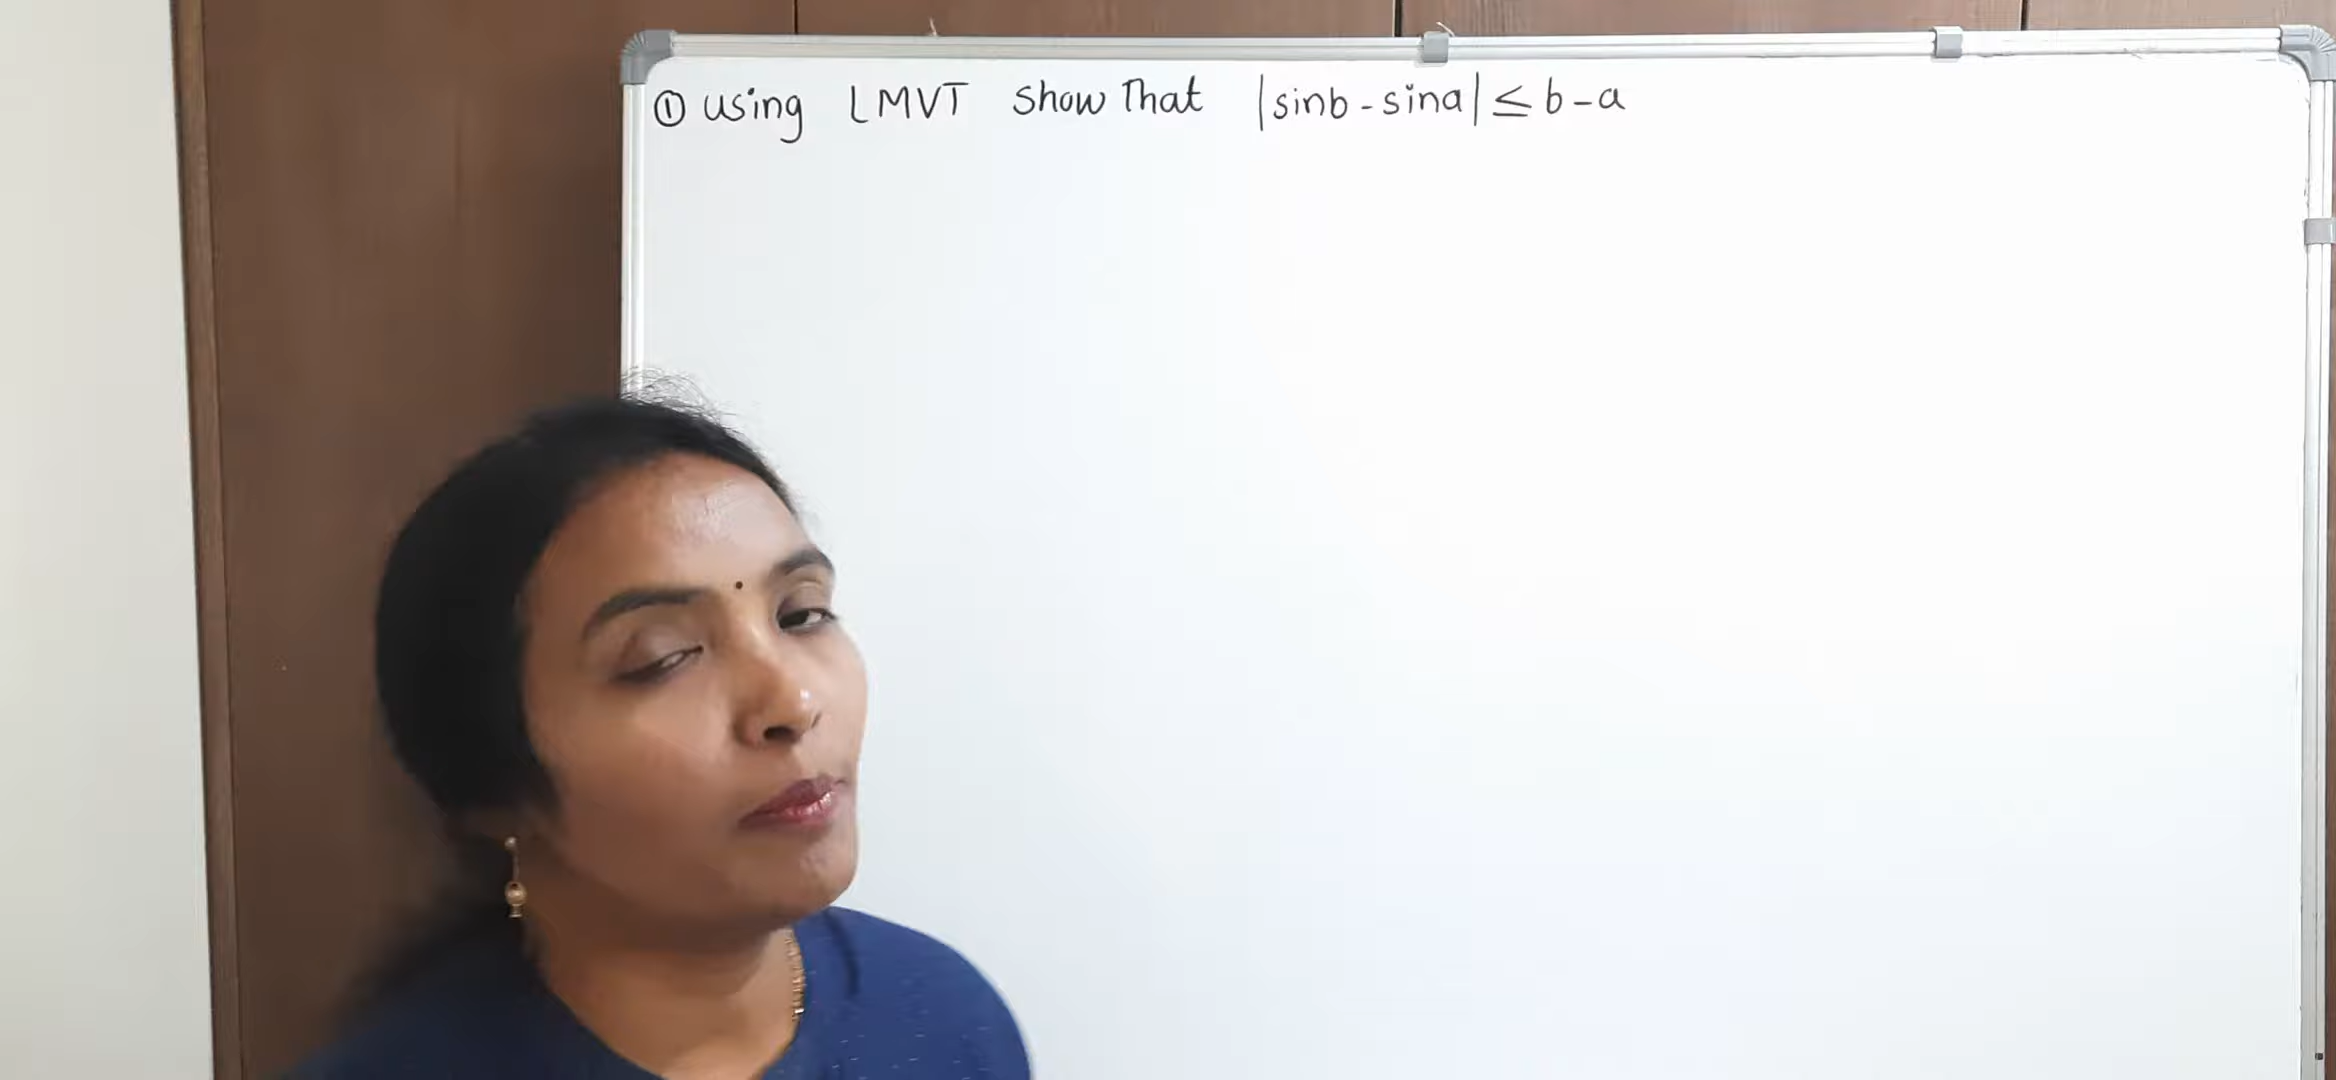 ① using LMVT show That |sinb - sina| ≤ b - a